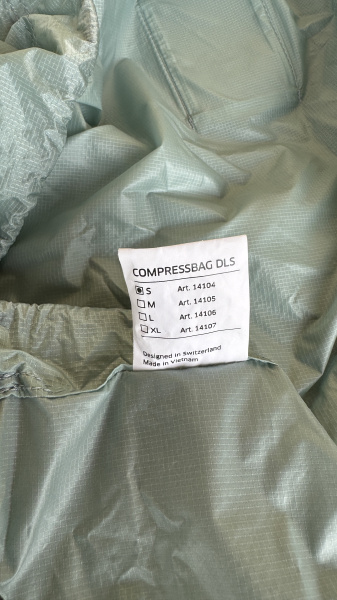 COMPRESSBAG DLS
S Art. 14104
M Art. 14105
L Art. 14106
XL Art. 14107
Designed in Switzerland
Made in Vietnam